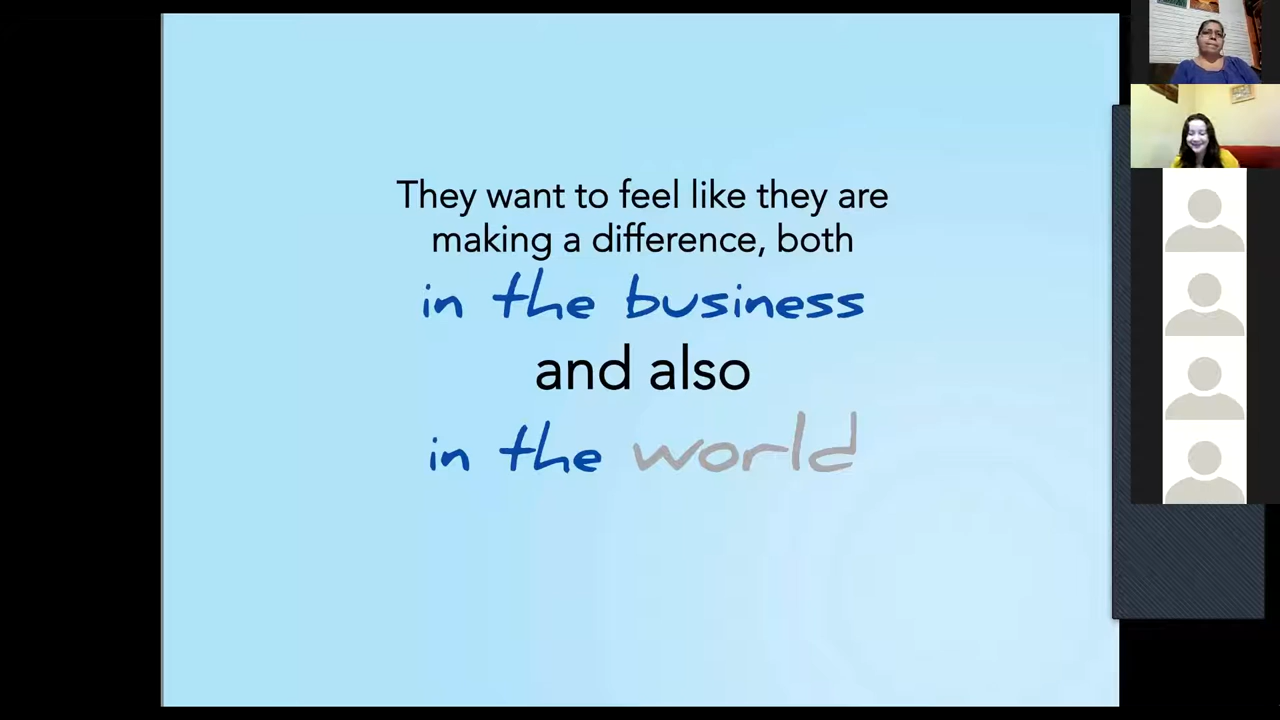 They want to feel like they are
making a difference, both
in the business
and also
in the world